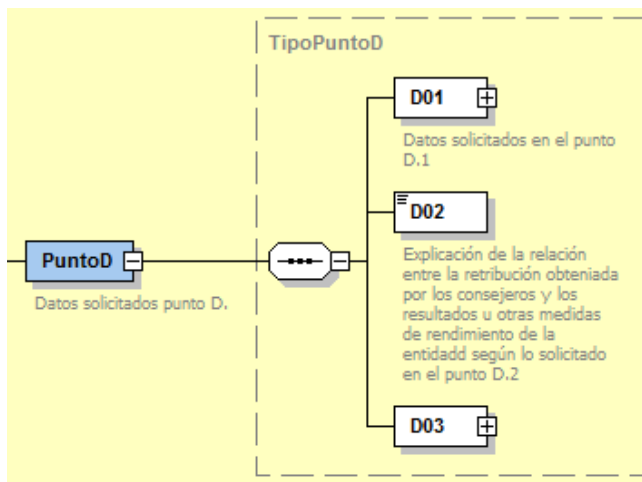 TipoPuntoD
D01
Datos solicitados en el punto
D.1
D02
PuntoD
Datos solicitados punto D.
Explicación de la relación
entre la retribución obteniada
por los consejeros y los
resultados u otras medidas
de rendimiento de la
entidadd según lo solicitado
en el punto D.2
D03